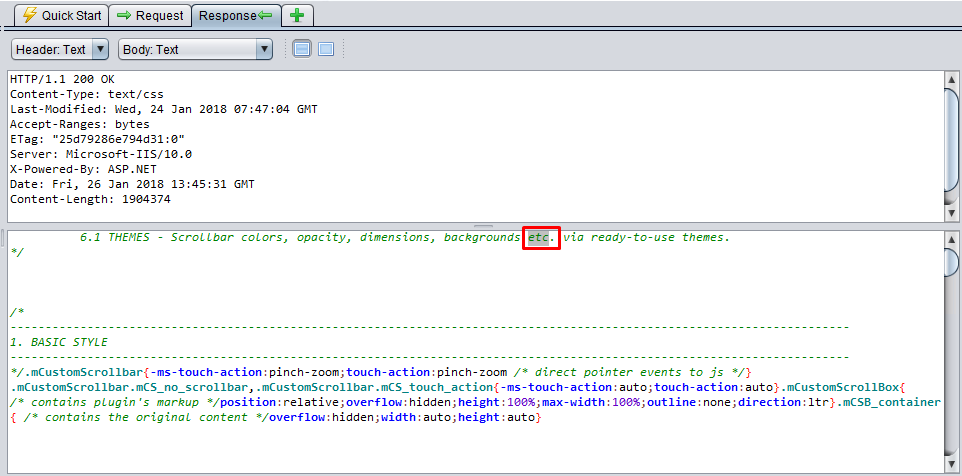 Quick Start Request Response
Header: Text Body: Text
HTTP/1.1 200 OK
Content-Type: text/css
Last-Modified: Wed, 24 Jan 2018 07:47:04 GMT
Accept-Ranges: bytes
ETag: "25d79286e794d31:0"
Server: Microsoft-IIS/10.0
X-Powered-By: ASP.NET
Date: Fri, 26 Jan 2018 13:45:31 GMT
Content-Length: 1904374
6.1 THEMES - Scrollbar colors, opacity, dimensions, backgrounds etc. via ready-to-use themes.
*/
/*
------------------------------------------------------------------------------------------------------------------------
1. BASIC STYLE
------------------------------------------------------------------------------------------------------------------------
*/.mCustomScrollbar{-ms-touch-action:pinch-zoom;touch-action:pinch-zoom /* direct pointer events to js */}
.mCustomScrollbar.mCS_no_scrollbar,.mCustomScrollbar.mCS_touch_action{-ms-touch-action:auto;touch-action:auto}.mCustomScrollBox{
/* contains plugin's markup */position:relative;overflow:hidden;height:100%;max-width:100%;outline:none;direction:ltr}.mCSB_container
{ /* contains the original content */overflow:hidden;width:auto;height:auto}